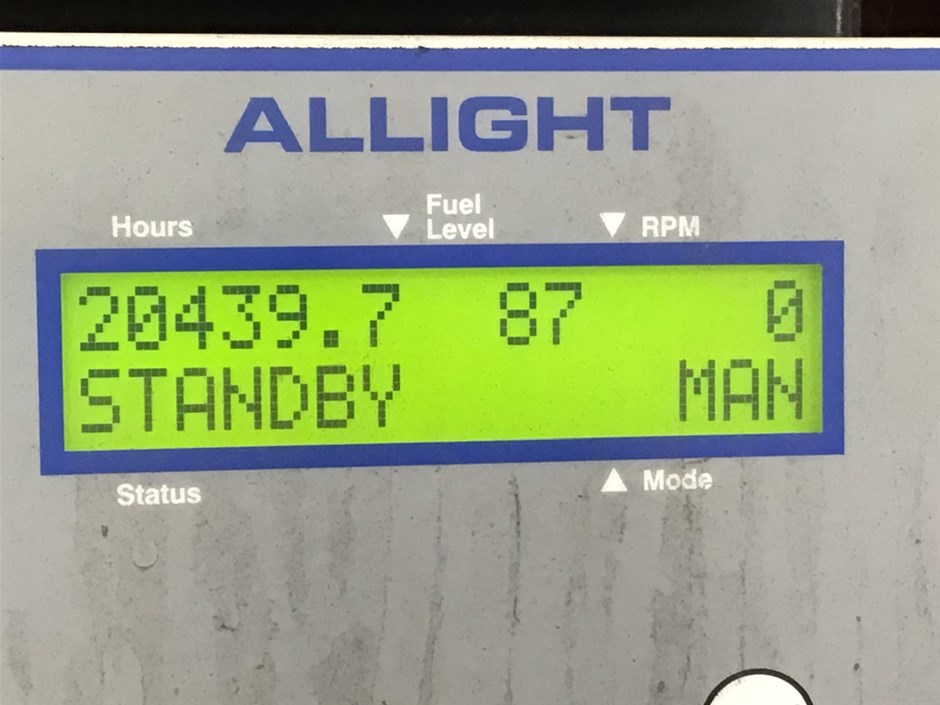 ALLIGHT
Hours ▼ Fuel Level ▼ RPM
20439.7 87 0
STANDBY MAN
Status ▲ Mode